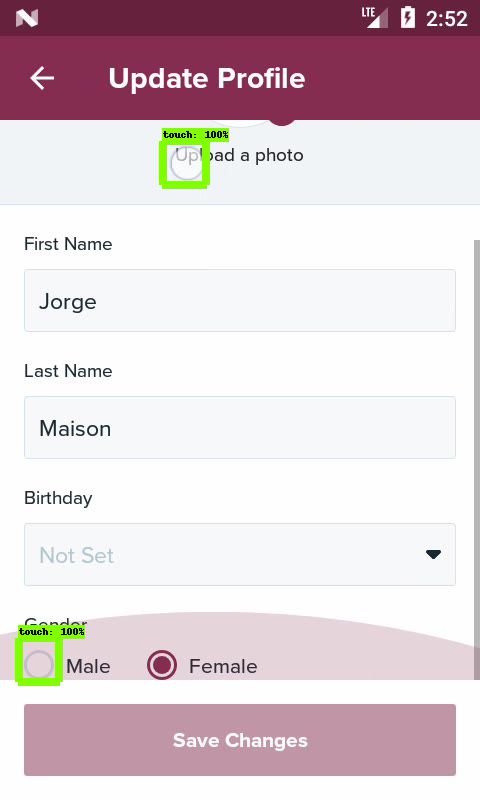 LTE 2:52
Update Profile
touch: 100%
Upload a photo
First Name
Jorge
Last Name
Maison
Birthday
Not Set
Gender
touch: 100%
Male Female
Save Changes